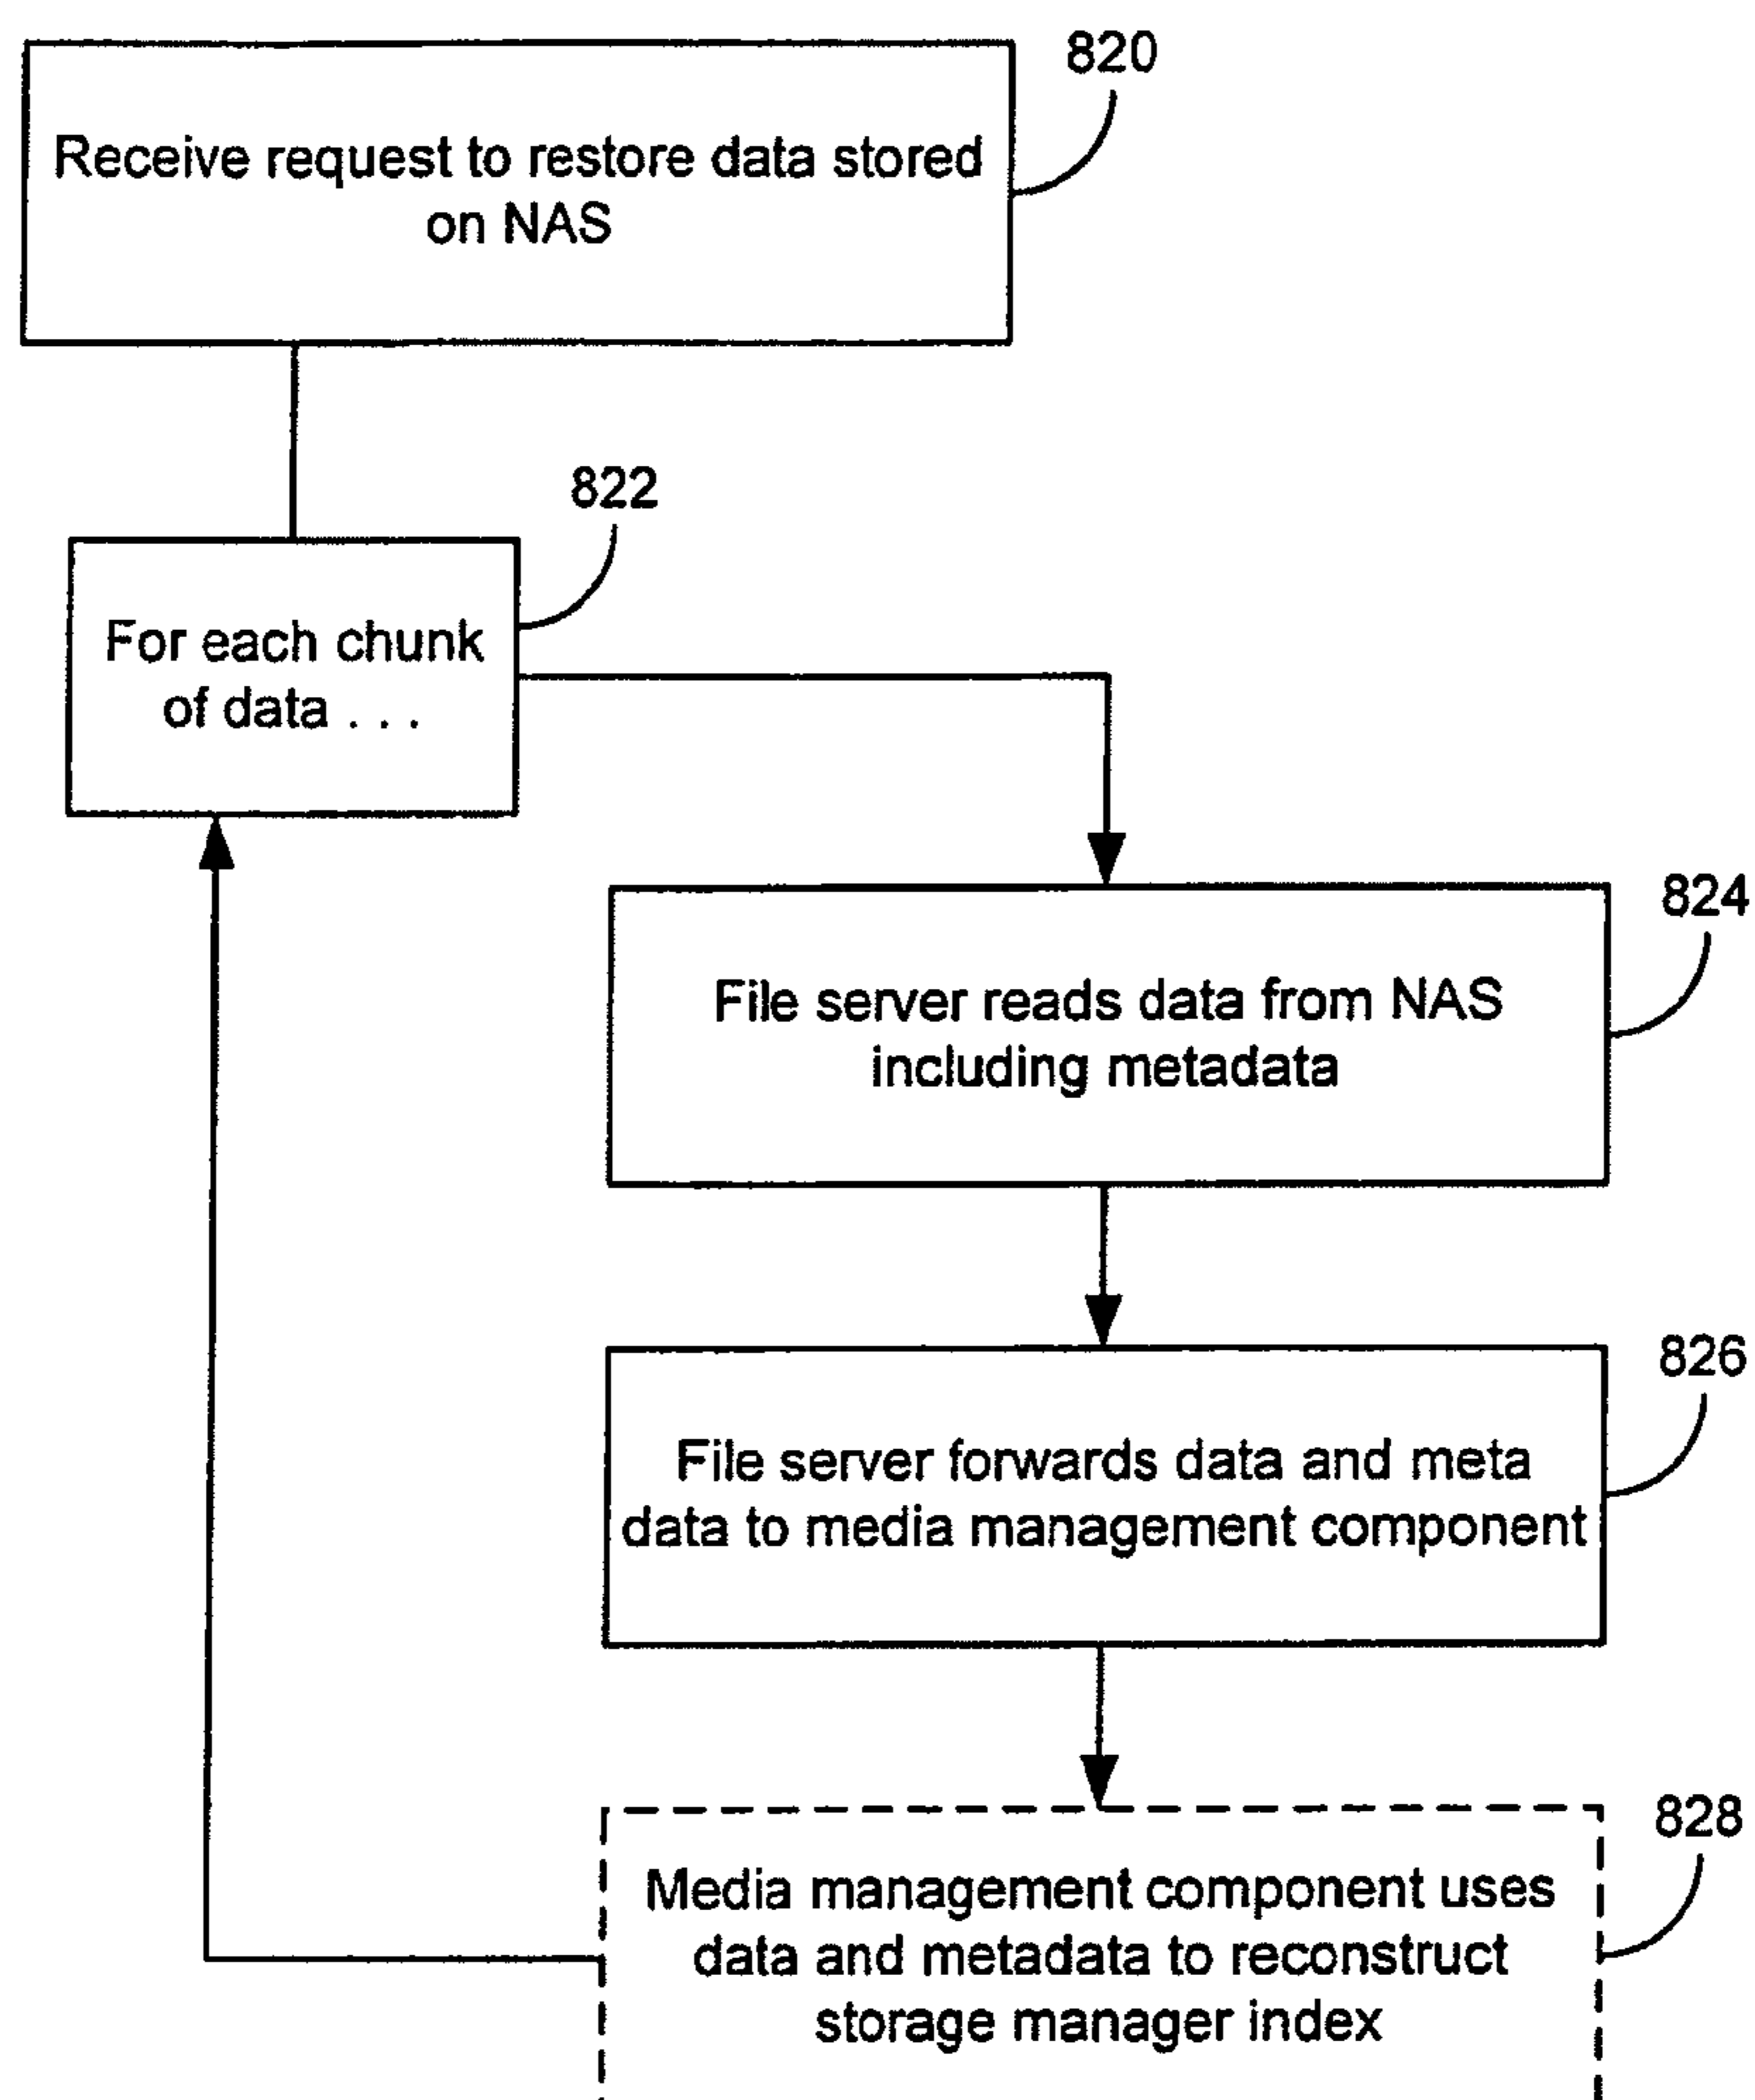 820
Receive request to restore data stored
on NAS
822
For each chunk
of data . . .
824
File server reads data from NAS
including metadata
826
File server forwards data and meta
data to media management component
828
Media management component uses
data and metadata to reconstruct
storage manager index